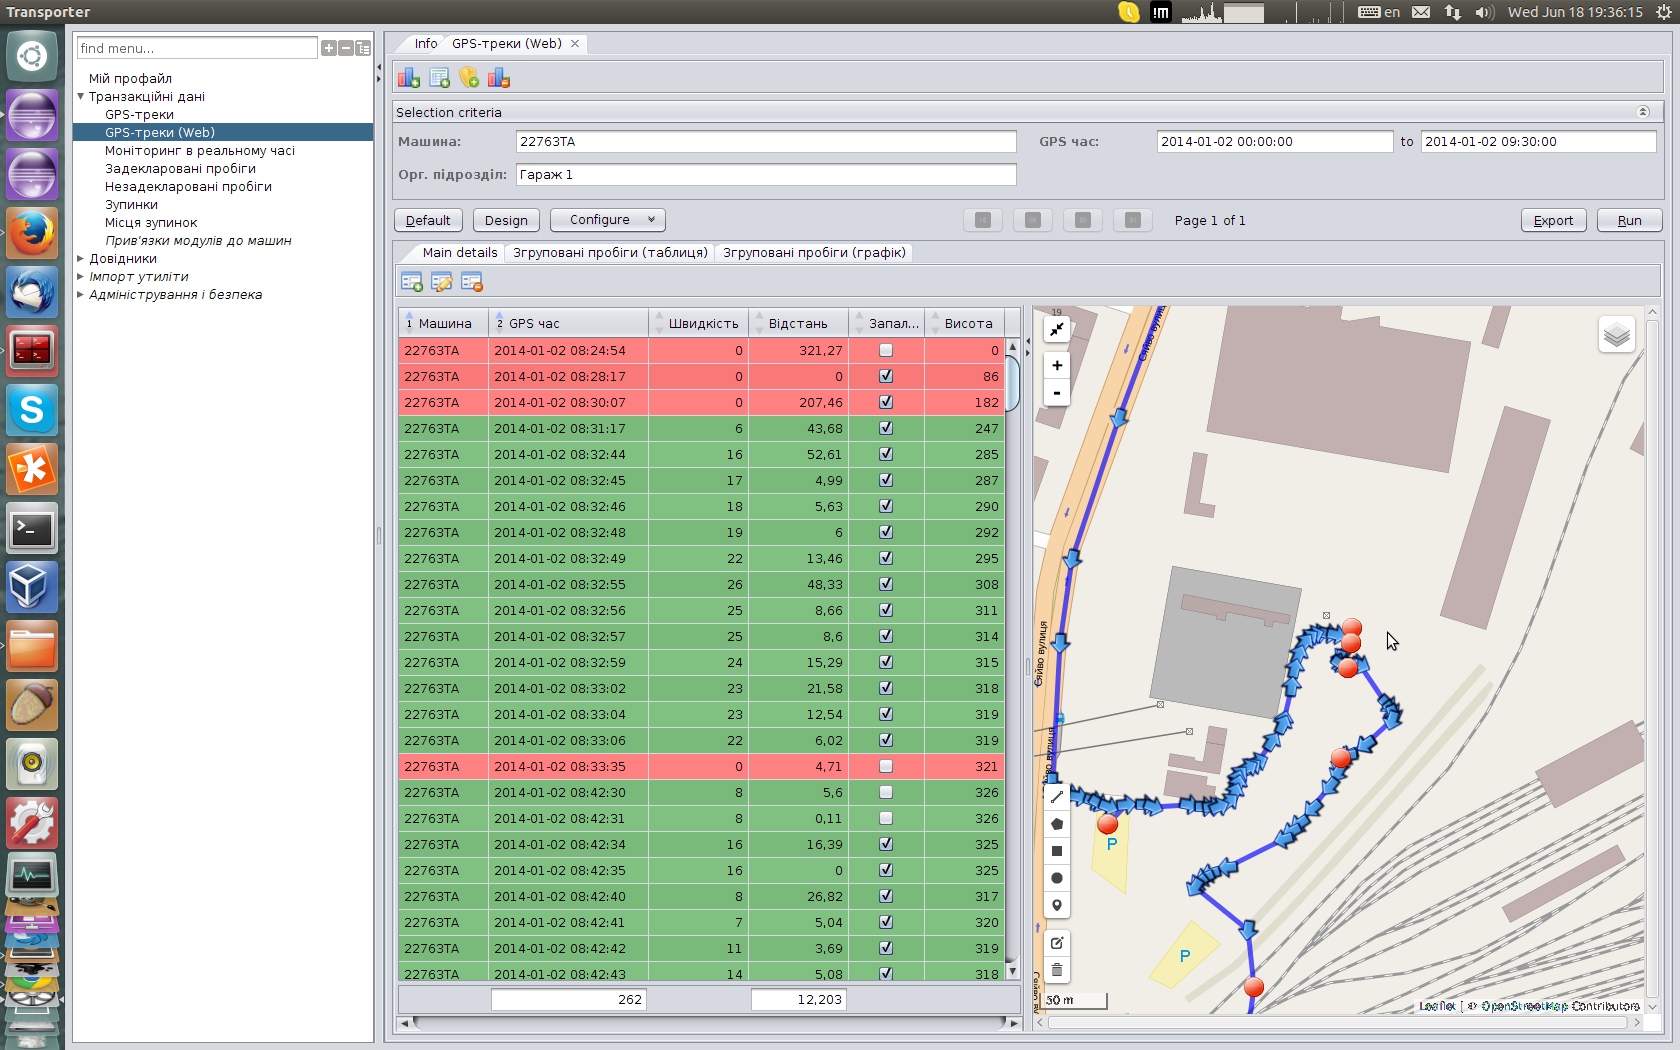 Transporter
en
Wed Jun 18 19:36:15
find menu...
Мій профайл
Транзакційні дані
GPS-треки
GPS-треки (Web)
Моніторинг в реальному часі
Задекларовані пробіги
Незадекларовані пробіги
Зупинки
Місця зупинок
Прив'язки модулів до машин
Довідники
Імпорт утиліти
Адміністрування і безпека
Info
GPS-треки (Web)
Selection criteria
Машина:
22763TA
GPS час:
2014-01-02 00:00:00
to
2014-01-02 09:30:00
Орг. підрозділ:
Гараж 1
Default
Design
Configure
Page 1 of 1
Export
Run
Main details
Згруповані пробіги (таблиця)
Згруповані пробіги (графік)
1 Машина 2 GPS час Швидкість Відстань Запал... Висота
22763TA 2014-01-02 08:24:54 0 321,27 0
22763TA 2014-01-02 08:28:17 0 0 86
22763TA 2014-01-02 08:30:07 0 207,46 182
22763TA 2014-01-02 08:31:17 6 43,68 247
22763TA 2014-01-02 08:32:44 16 52,61 285
22763TA 2014-01-02 08:32:45 17 4,99 287
22763TA 2014-01-02 08:32:46 18 5,63 290
22763TA 2014-01-02 08:32:48 19 6 292
22763TA 2014-01-02 08:32:49 22 13,46 295
22763TA 2014-01-02 08:32:55 26 48,33 308
22763TA 2014-01-02 08:32:56 25 8,66 311
22763TA 2014-01-02 08:32:57 25 8,6 314
22763TA 2014-01-02 08:32:59 24 15,29 315
22763TA 2014-01-02 08:33:02 23 21,58 318
22763TA 2014-01-02 08:33:04 23 12,54 319
22763TA 2014-01-02 08:33:06 22 6,02 319
22763TA 2014-01-02 08:33:35 0 4,71 321
22763TA 2014-01-02 08:42:30 8 5,6 326
22763TA 2014-01-02 08:42:31 8 0,11 326
22763TA 2014-01-02 08:42:34 16 16,39 325
22763TA 2014-01-02 08:42:35 16 0 325
22763TA 2014-01-02 08:42:40 8 26,82 317
22763TA 2014-01-02 08:42:41 7 5,04 320
22763TA 2014-01-02 08:42:42 11 3,69 319
22763TA 2014-01-02 08:42:43 14 5,08 318
262 12,203
19
+
-
Сяйво вулиця
Сяйво вулиця
P
P
50 m
Leaflet | © OpenStreetMap Contributors